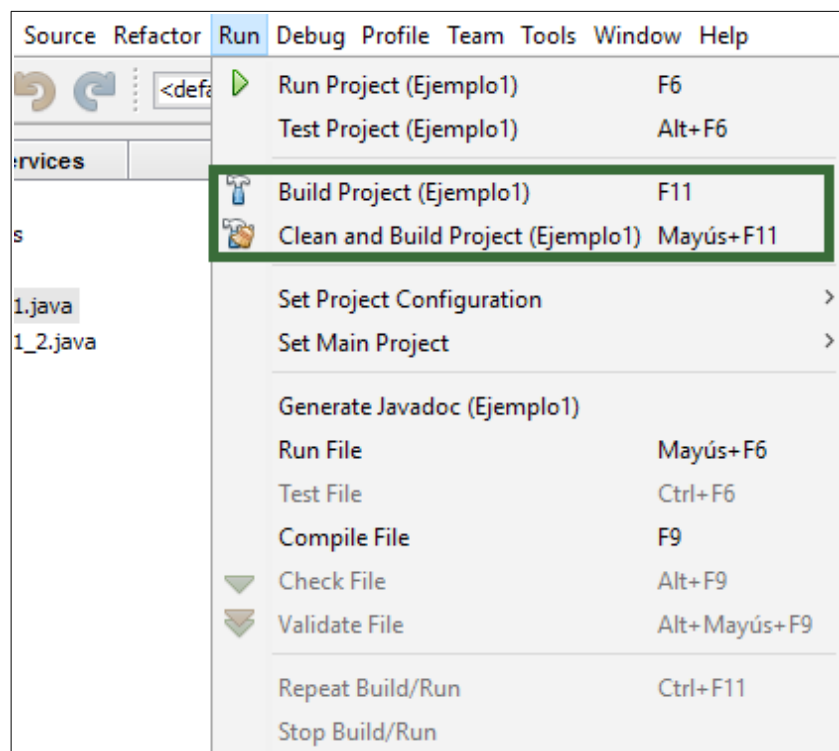 Source Refactor Run Debug Profile Team Tools Window Help
<defa
Run Project (Ejemplo1) F6
Test Project (Ejemplo1) Alt+F6
ervices
Build Project (Ejemplo1) F11
s
Clean and Build Project (Ejemplo1) Mayús+F11
1.java
Set Project Configuration
1_2.java
Set Main Project
Generate Javadoc (Ejemplo1)
Run File Mayús+F6
Test File Ctrl+F6
Compile File F9
Check File Alt+F9
Validate File Alt+Mayús+F9
Repeat Build/Run Ctrl+F11
Stop Build/Run